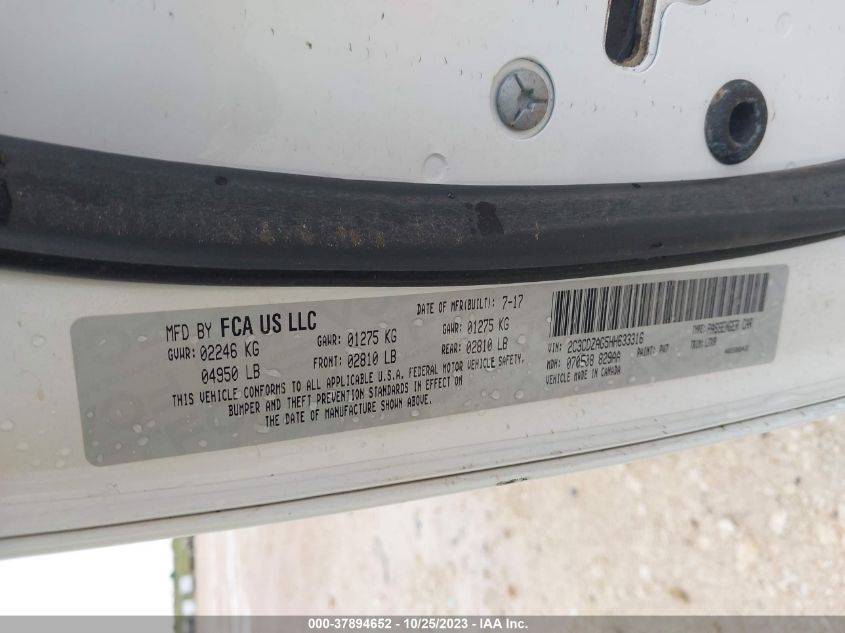 MFD BY FCA US LLC
DATE OF MFR(BUILT): 7-17
GVWR: 02246 KG
04950 LB
GAWR: 01275 KG
FRONT: 02810 LB
GAWR: 01275 KG
REAR: 02810 LB
THIS VEHICLE CONFORMS TO ALL APPLICABLE U.S.A. FEDERAL MOTOR VEHICLE SAFETY,
BUMPER AND THEFT PREVENTION STANDARDS IN EFFECT ON
THE DATE OF MANUFACTURE SHOWN ABOVE.
VIN: 2C3CDZAG5HH633316
TYPE: PASSENGER CAR
MDH: 070538 829AA
PAINT: PW7
TRIM:
VEHICLE MADE IN CANADA
000-37894652 - 10/25/2023 - IAA Inc.